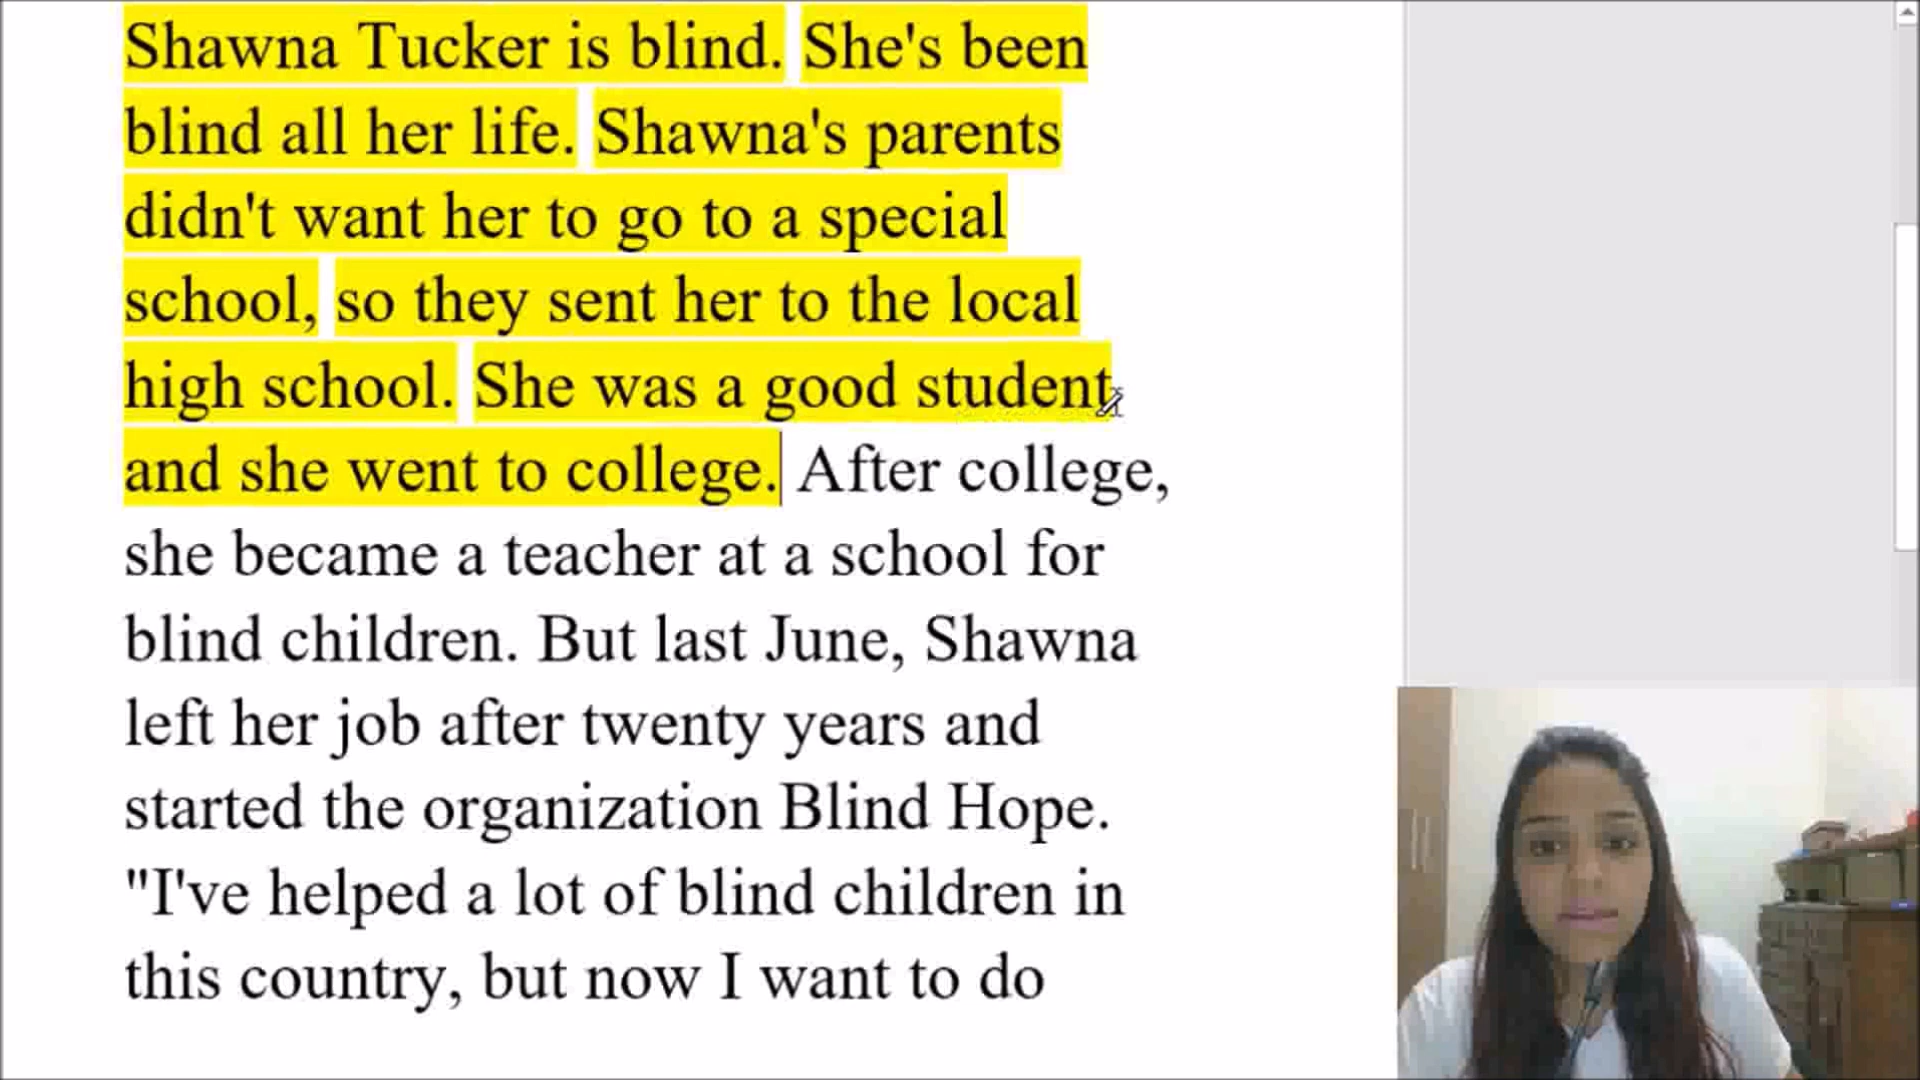 Shawna Tucker is blind. She's been
blind all her life. Shawna's parents
didn't want her to go to a special
school, so they sent her to the local
high school. She was a good student,
and she went to college. After college,
she became a teacher at a school for
blind children. But last June, Shawna
left her job after twenty years and
started the organization Blind Hope.
"I've helped a lot of blind children in
this country, but now I want to do